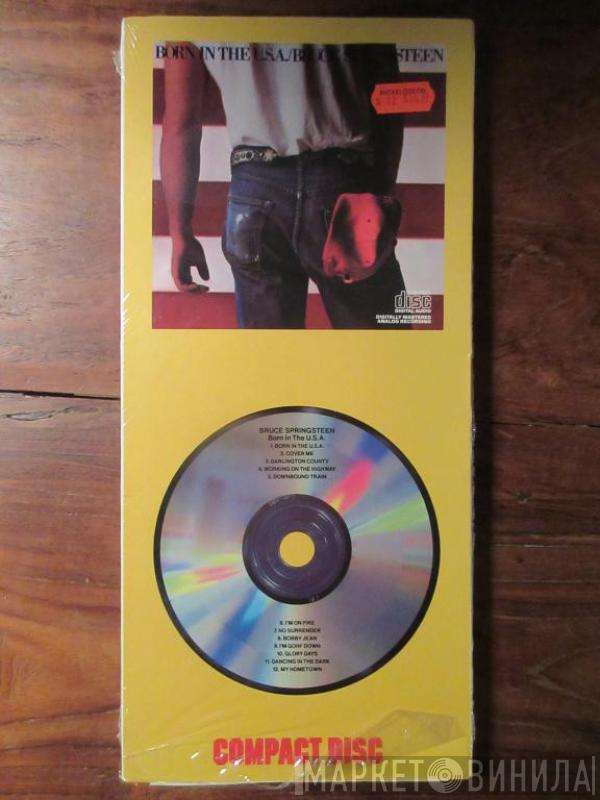 BORN IN THE U.S.A./BRUCE SPRINGSTEEN
NICKELODEON
disc
DIGITAL AUDIO
DIGITALLY MASTERED
ANALOG RECORDING
BRUCE SPRINGSTEEN
Born in The U.S.A.
1. BORN IN THE U.S.A.
2. COVER ME
3. DARLINGTON COUNTY
4. WORKING ON THE HIGHWAY
5. DOWNBOUND TRAIN
6. I'M ON FIRE
7. NO SURRENDER
8. BOBBY JEAN
9. I'M GOIN' DOWN
10. GLORY DAYS
11. DANCING IN THE DARK
12. MY HOMETOWN
COMPACT DISC
МАРКЕТ ВИНИЛА